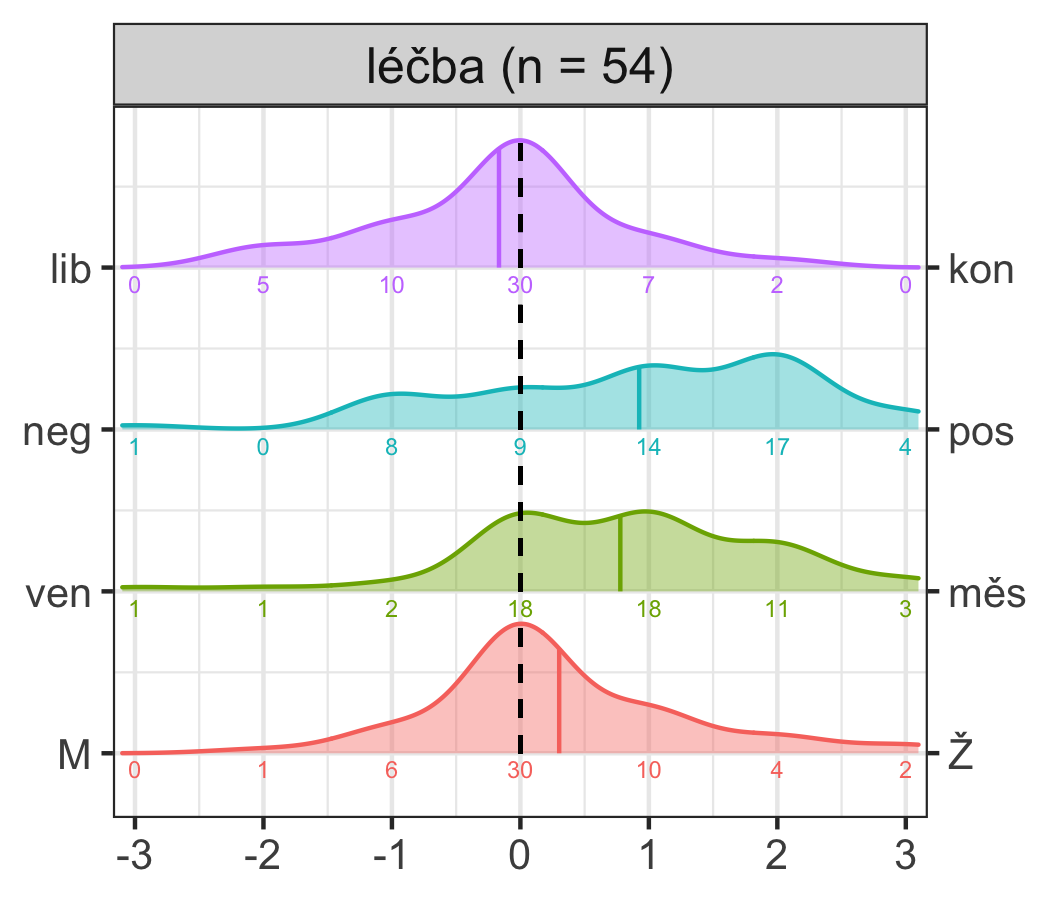 léčba (n = 54)
lib kon
0 5 10 30 7 2 0
neg pos
1 0 8 9 14 17 4
ven měs
1 1 2 18 18 11 3
M Ž
0 1 6 30 10 4 2
-3 -2 -1 0 1 2 3